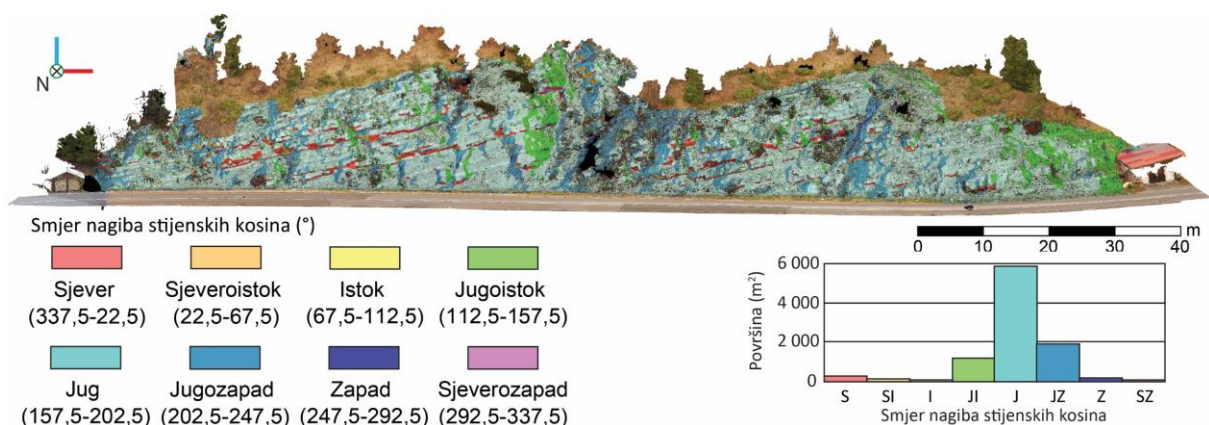 N
Smjer nagiba stijenskih kosina (°)
Sjever
(337,5-22,5)
Sjeveroistok
(22,5-67,5)
Istok
(67,5-112,5)
Jugoistok
(112,5-157,5)
Jug
(157,5-202,5)
Jugozapad
(202,5-247,5)
Zapad
(247,5-292,5)
Sjeverozapad
(292,5-337,5)
m
0 10 20 30 40
Površina (m²)
6 000
4 000
2 000
0
S SI I JI J JZ Z SZ
Smjer nagiba stijenskih kosina